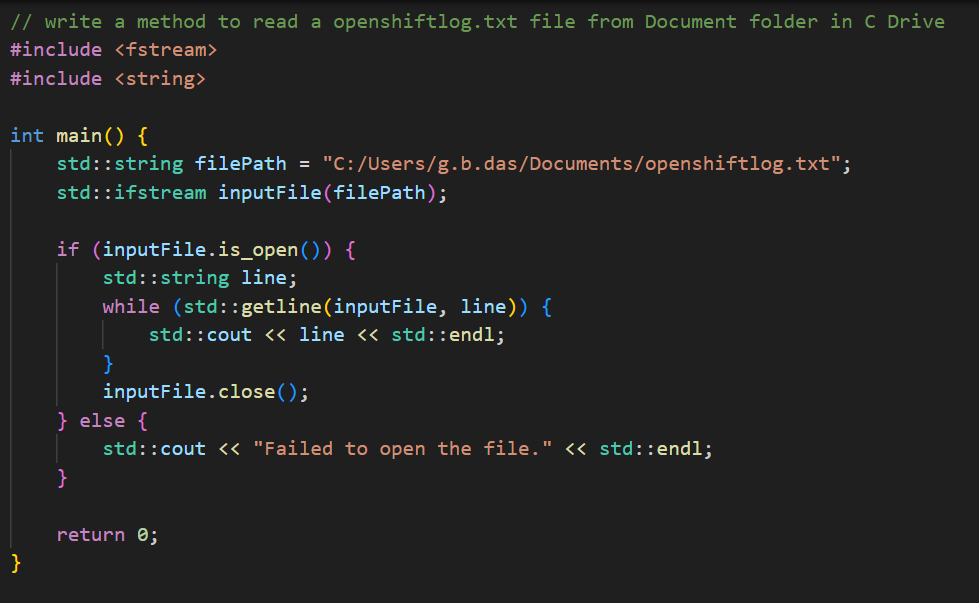 // write a method to read a openshiftlog.txt file from Document folder in C Drive
#include <fstream>
#include <string>

int main() {
    std::string filePath = "C:/Users/g.b.das/Documents/openshiftlog.txt";
    std::ifstream inputFile(filePath);

    if (inputFile.is_open()) {
        std::string line;
        while (std::getline(inputFile, line)) {
            std::cout << line << std::endl;
        }
        inputFile.close();
    } else {
        std::cout << "Failed to open the file." << std::endl;
    }

    return 0;
}